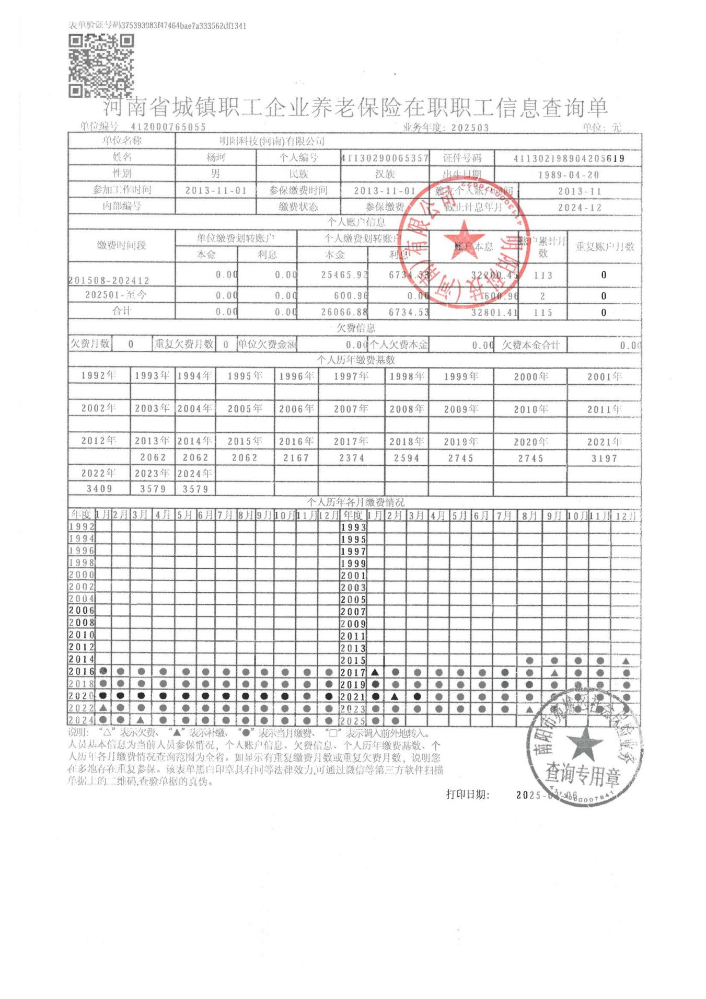 表单验证号码375393983f47464bae7a333562df1341
河南省城镇职工企业养老保险在职职工信息查询单
单位编号 412000765055 业务年度：202503 单位：元
单位名称 明阳科技(河南)有限公司
姓名 杨珂 个人编号 41130290065357 证件号码 411302198904205619
性别 男 民族 汉族 出生日期 1989-04-20
参加工作时间 2013-11-01 参保缴费时间 2013-11-01 建立个人账户时间 2013-11
内部编号 缴费状态 参保缴费 截止计息年月 2024-12
个人账户信息
缴费时间段 单位缴费划转账户 个人缴费划转账户 账户本息 账户累计月数 重复账户月数
本金 利息 本金 利息
201508-202412 0.00 0.00 25465.92 6734.53 32200.45 113 0
202501-至今 0.00 0.00 600.96 0.00 600.96 2 0
合计 0.00 0.00 26066.88 6734.53 32801.41 115 0
欠费信息
欠费月数 0 重复欠费月数 0 单位欠费金额 0.00 个人欠费本金 0.00 欠费本金合计 0.00
个人历年缴费基数
1992年 1993年 1994年 1995年 1996年 1997年 1998年 1999年 2000年 2001年
2002年 2003年 2004年 2005年 2006年 2007年 2008年 2009年 2010年 2011年
2012年 2013年 2014年 2015年 2016年 2017年 2018年 2019年 2020年 2021年
2062 2062 2062 2167 2374 2594 2745 2745 3197
2022年 2023年 2024年
3409 3579 3579
个人历年各月缴费情况
年度 1月 2月 3月 4月 5月 6月 7月 8月 9月 10月 11月 12月 年度 1月 2月 3月 4月 5月 6月 7月 8月 9月 10月 11月 12月
1992 1993
1994 1995
1996 1997
1998 1999
2000 2001
2002 2003
2004 2005
2006 2007
2008 2009
2010 2011
2012 2013
2014 2015 ● ● ● ● ▲
2016 ● ● ● ● ● ● ● ● ● ● ● ● 2017 ▲ ● ● ● ● ● ● ● ▲ ● ● ●
2018 ● ● ● ● ● ● ● ● ● ● ● ● 2019 ● ● ● ● ● ● ● ● ● ● ● ●
2020 ● ● ● ● ● ● ● ● ● ● ● ● 2021 ● ▲ ● ● ● ● ● ● ● ● ● ●
2022 ▲ ● ● ● ● ● ● ● ● ● ● ● 2023 ● ● ● ● ● ● ● ▲ ● ● ● ●
2024 ● ● ▲ ● ● ● ● ● ● ● ● ● 2025 ● ●
说明：“△”表示欠费、“▲”表示补缴、“●”表示当月缴费、“□”表示调入前外地转入。
人员基本信息为当前人员参保情况，个人账户信息、欠费信息、个人历年缴费基数、个
人历年各月缴费情况查询范围为全省。如显示有重复缴费月数或重复欠费月数，说明您
在多地存在重复参保。该表单黑白印章具有同等法律效力,可通过微信等第三方软件扫描
单据上的二维码,查验单据的真伪。
打印日期： 2025-03-06
明阳科技(河南)有限公司
查询专用章
4113000007841